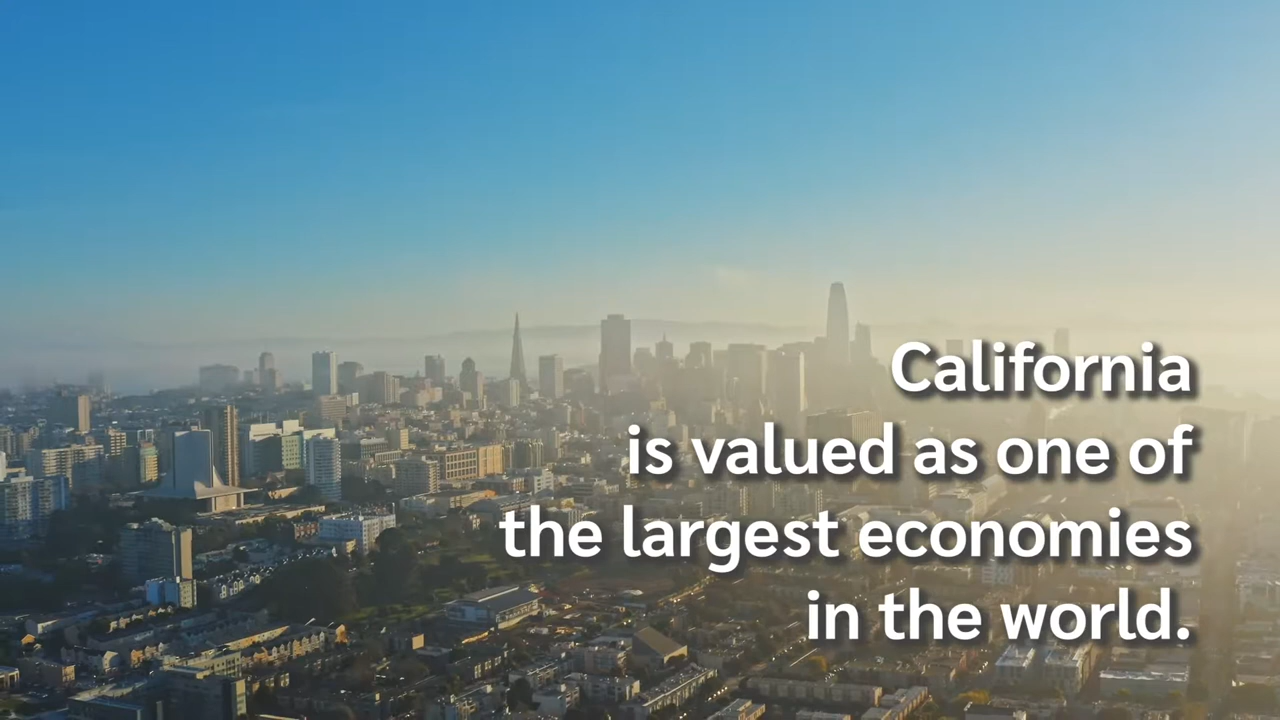 California
is valued as one of
the largest economies
in the world.